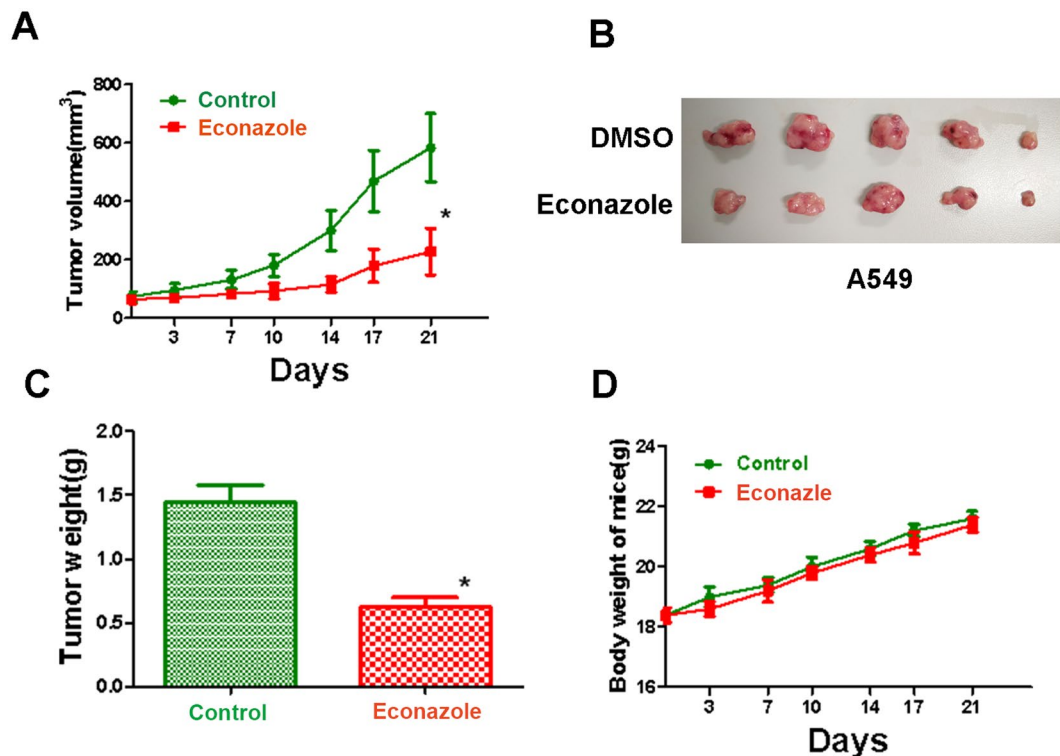 A
Tumor volume(mm3)
800
600
400
200
0
Control
Econazole
*
3 7 10 14 17 21
Days
B
DMSO
Econazole
A549
C
Tumor w eight(g)
2.0
1.5
1.0
0.5
0.0
*
Control Econazole
D
Body weight of mice(g)
24
22
20
18
16
Control
Econazle
3 7 10 14 17 21
Days